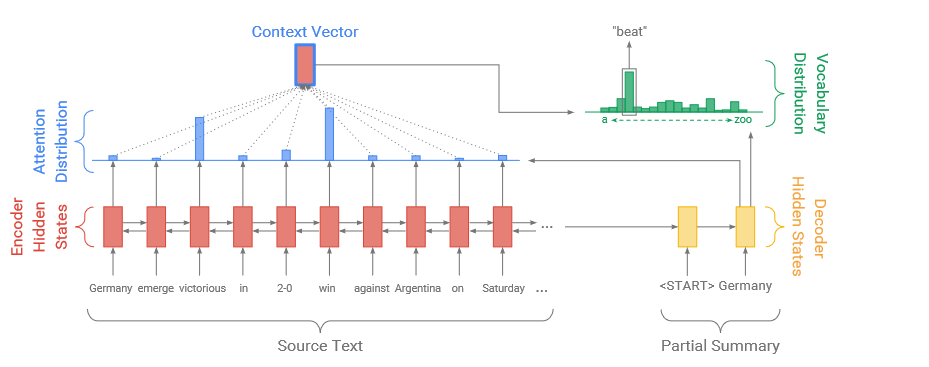 Context Vector
"beat"
Attention
Distribution
a
zoo
Vocabulary
Distribution
Encoder
Hidden
States
...
Decoder
Hidden States
Germany emerge victorious in 2-0 win against Argentina on Saturday ...
<START> Germany
Source Text
Partial Summary